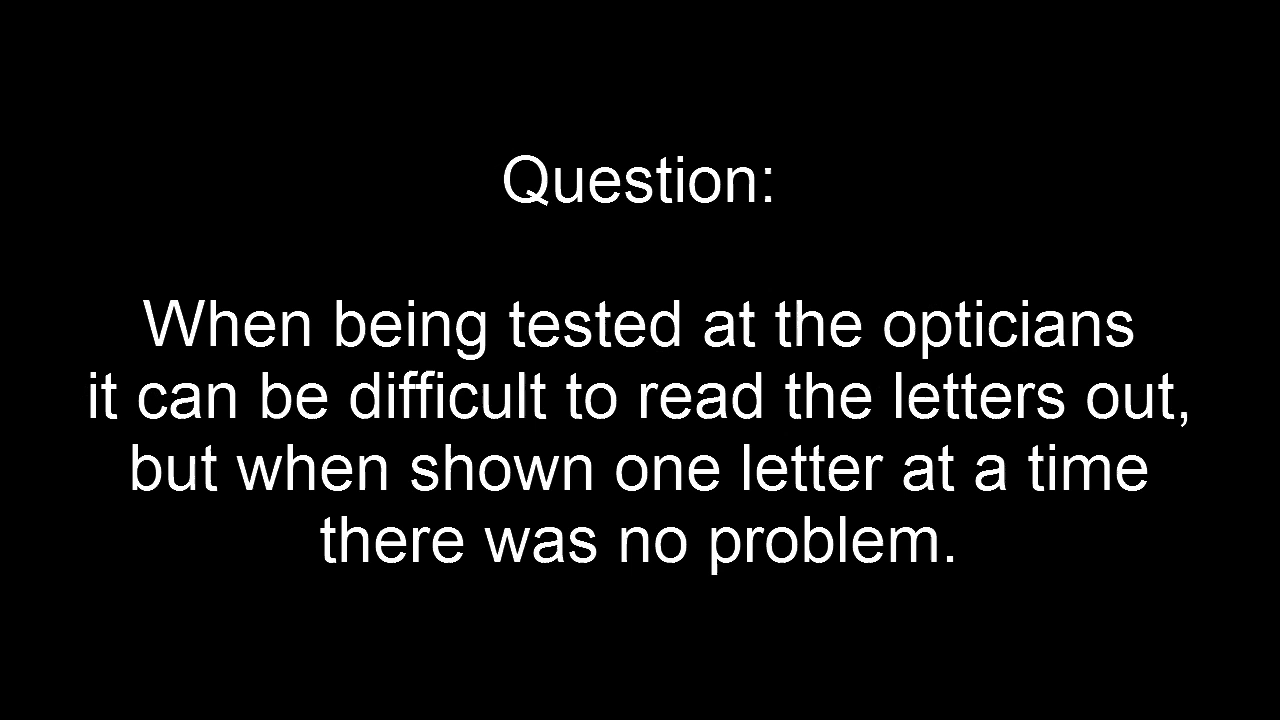 Question:
When being tested at the opticians
it can be difficult to read the letters out,
but when shown one letter at a time
there was no problem.